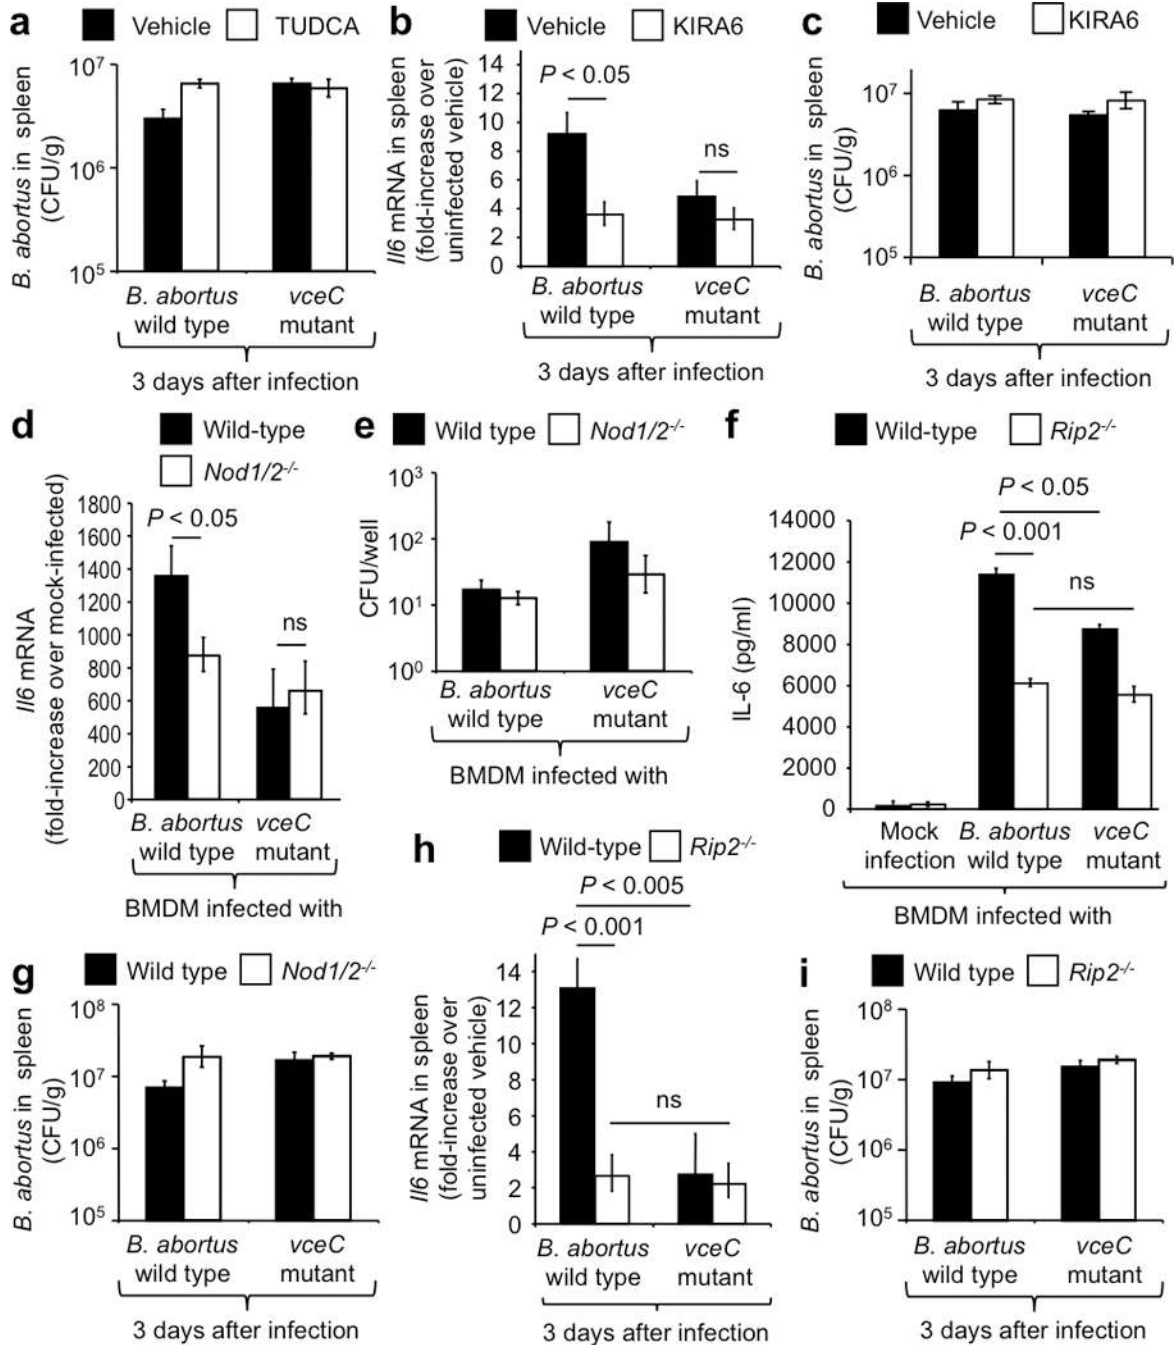 a
Vehicle TUDCA
B. abortus in spleen
(CFU/g)
10⁷
10⁶
10⁵
B. abortus
wild type
vceC
mutant
3 days after infection
b
Vehicle KIRA6
Il6 mRNA in spleen
(fold-increase over
uninfected vehicle)
14
12
10
8
6
4
2
0
P < 0.05
ns
B. abortus
wild type
vceC
mutant
3 days after infection
c
Vehicle KIRA6
B. abortus in spleen
(CFU/g)
10⁷
10⁶
10⁵
B. abortus
wild type
vceC
mutant
3 days after infection
d
Wild-type
Nod1/2-/-
Il6 mRNA
(fold-increase over mock-infected)
1800
1600
1400
1200
1000
800
600
400
200
0
P < 0.05
ns
B. abortus
wild type
vceC
mutant
BMDM infected with
e
Wild type Nod1/2-/-
CFU/well
10³
10²
10¹
10⁰
B. abortus
wild type
vceC
mutant
BMDM infected with
f
Wild-type Rip2-/-
IL-6 (pg/ml)
14000
12000
10000
8000
6000
4000
2000
0
P < 0.05
P < 0.001
ns
Mock
infection
B. abortus
wild type
vceC
mutant
BMDM infected with
g
Wild type Nod1/2-/-
B. abortus in spleen
(CFU/g)
10⁸
10⁷
10⁶
10⁵
B. abortus
wild type
vceC
mutant
3 days after infection
h
Wild-type Rip2-/-
P < 0.005
P < 0.001
Il6 mRNA in spleen
(fold-increase over
uninfected vehicle)
14
12
10
8
6
4
2
0
ns
B. abortus
wild type
vceC
mutant
3 days after infection
i
Wild type Rip2-/-
B. abortus in spleen
(CFU/g)
10⁸
10⁷
10⁶
10⁵
B. abortus
wild type
vceC
mutant
3 days after infection